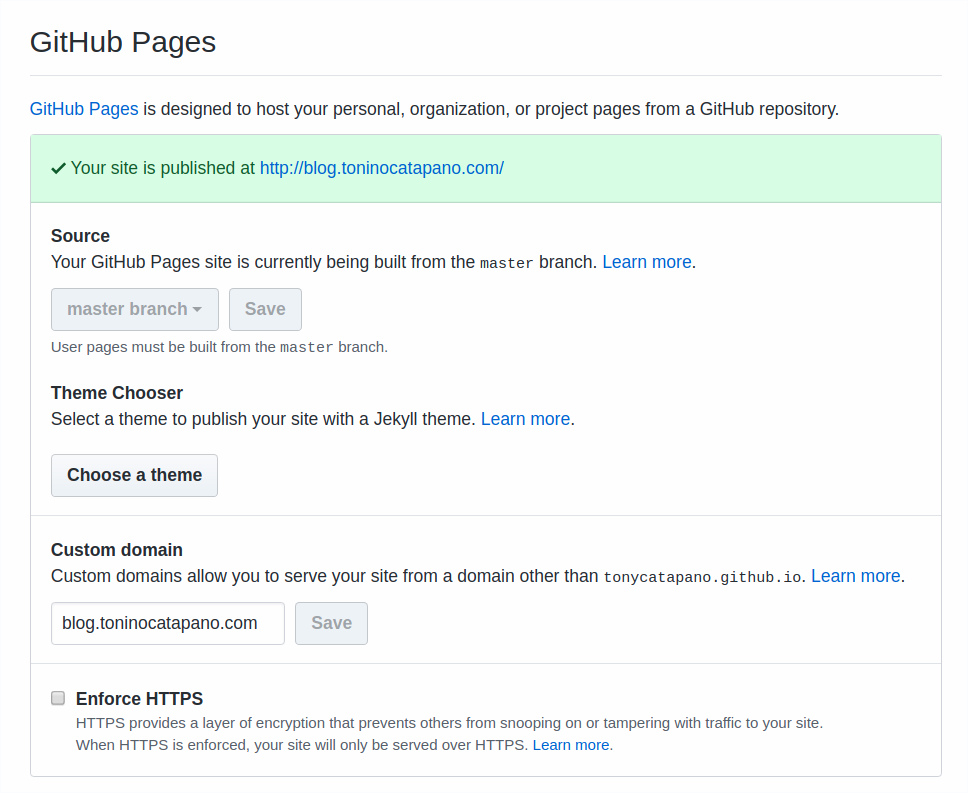 GitHub Pages
GitHub Pages is designed to host your personal, organization, or project pages from a GitHub repository.
Your site is published at http://blog.toninocatapano.com/
Source
Your GitHub Pages site is currently being built from the master branch. Learn more.
master branch Save
User pages must be built from the master branch.
Theme Chooser
Select a theme to publish your site with a Jekyll theme. Learn more.
Choose a theme
Custom domain
Custom domains allow you to serve your site from a domain other than tonycatapano.github.io. Learn more.
blog.toninocatapano.com Save
Enforce HTTPS
HTTPS provides a layer of encryption that prevents others from snooping on or tampering with traffic to your site.
When HTTPS is enforced, your site will only be served over HTTPS. Learn more.